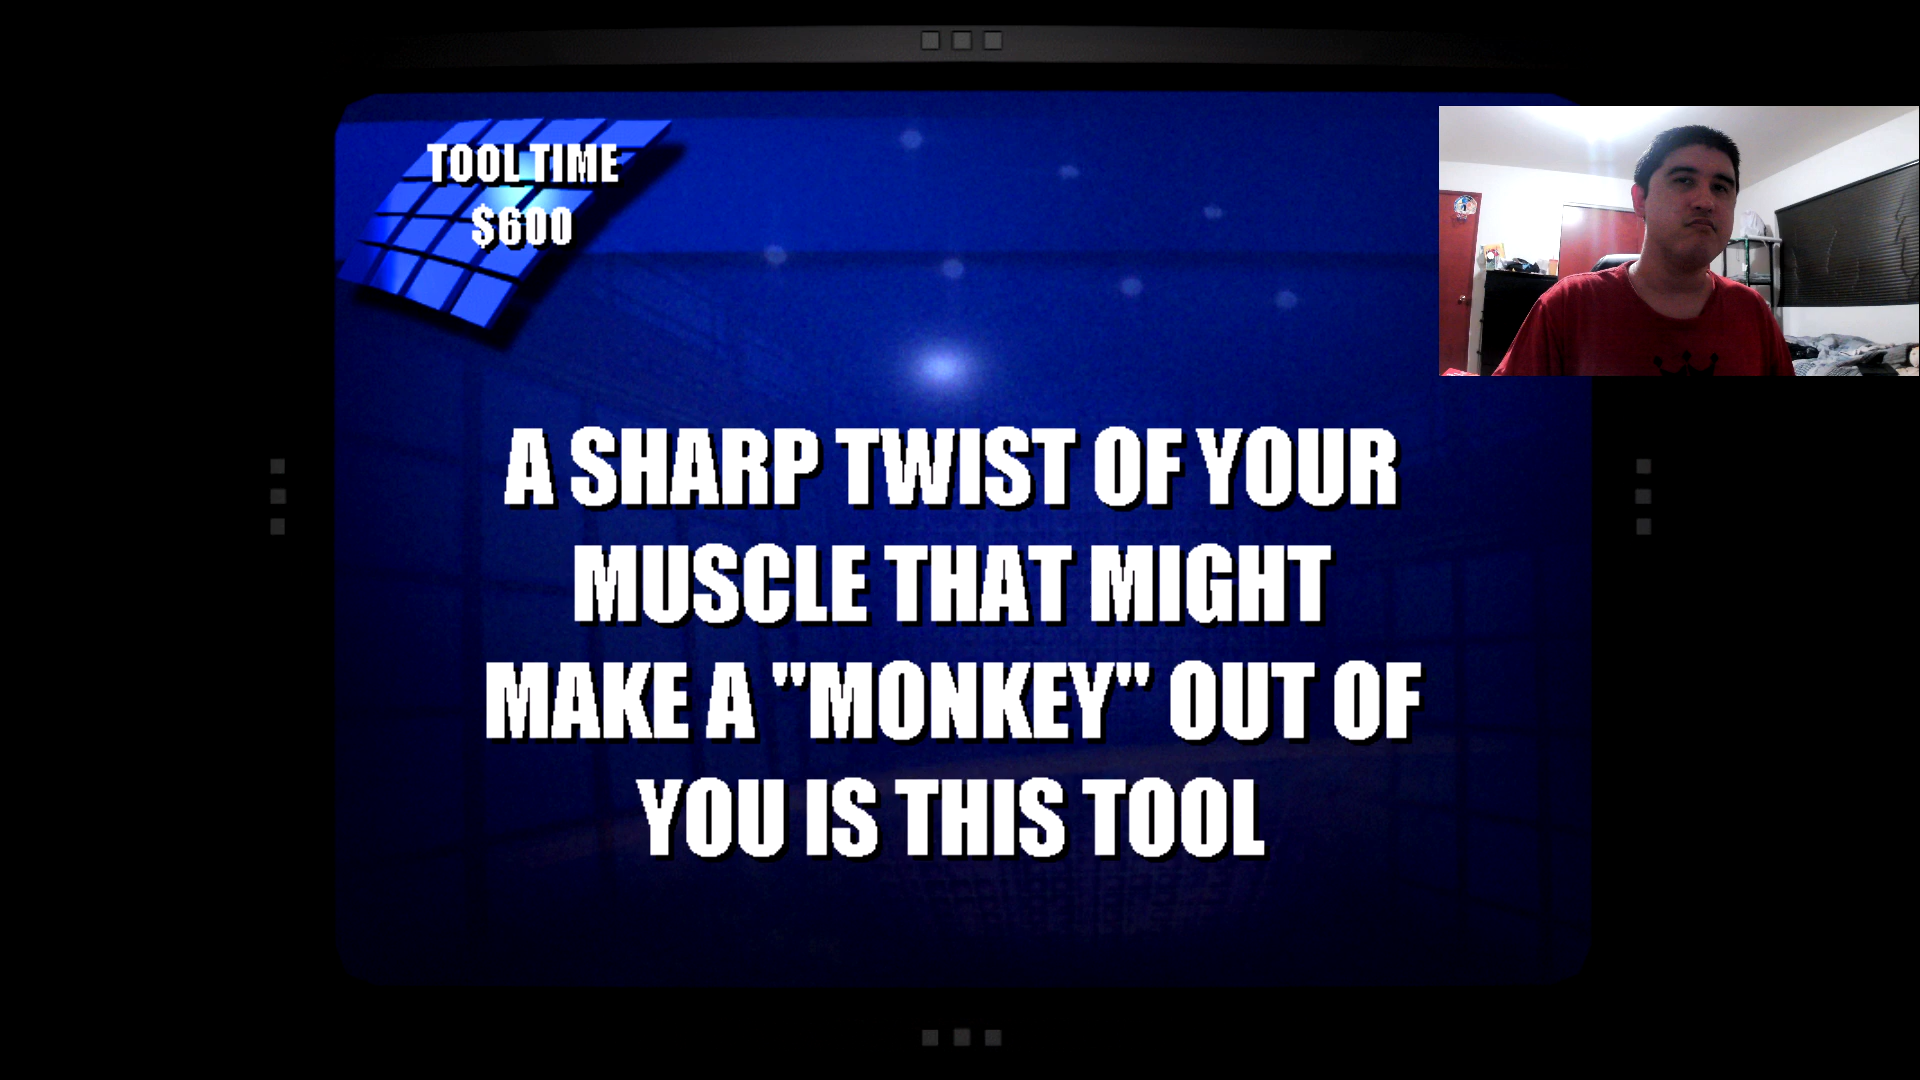 TOOL TIME
$600
A SHARP TWIST OF YOUR
MUSCLE THAT MIGHT
MAKE A "MONKEY" OUT OF
YOU IS THIS TOOL